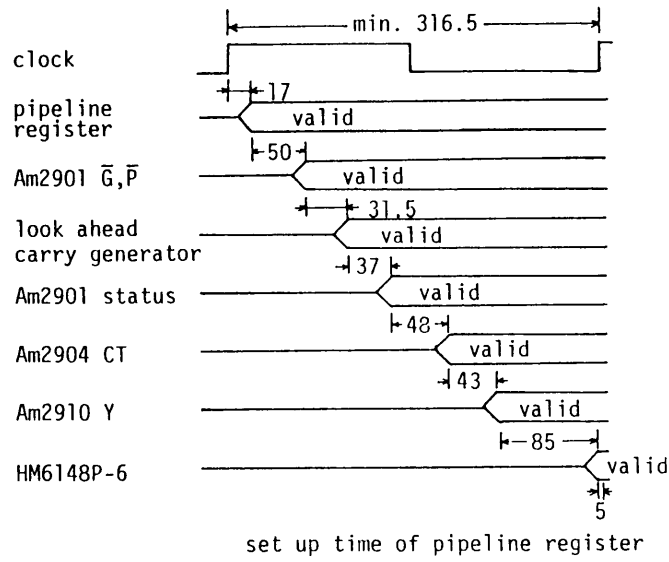 min. 316.5
clock
17
pipeline
register
valid
50
Am2901 G̅,P̅
valid
31.5
look ahead
carry generator
valid
37
Am2901 status
valid
48
Am2904 CT
valid
43
Am2910 Y
valid
85
HM6148P-6
valid
5
set up time of pipeline register